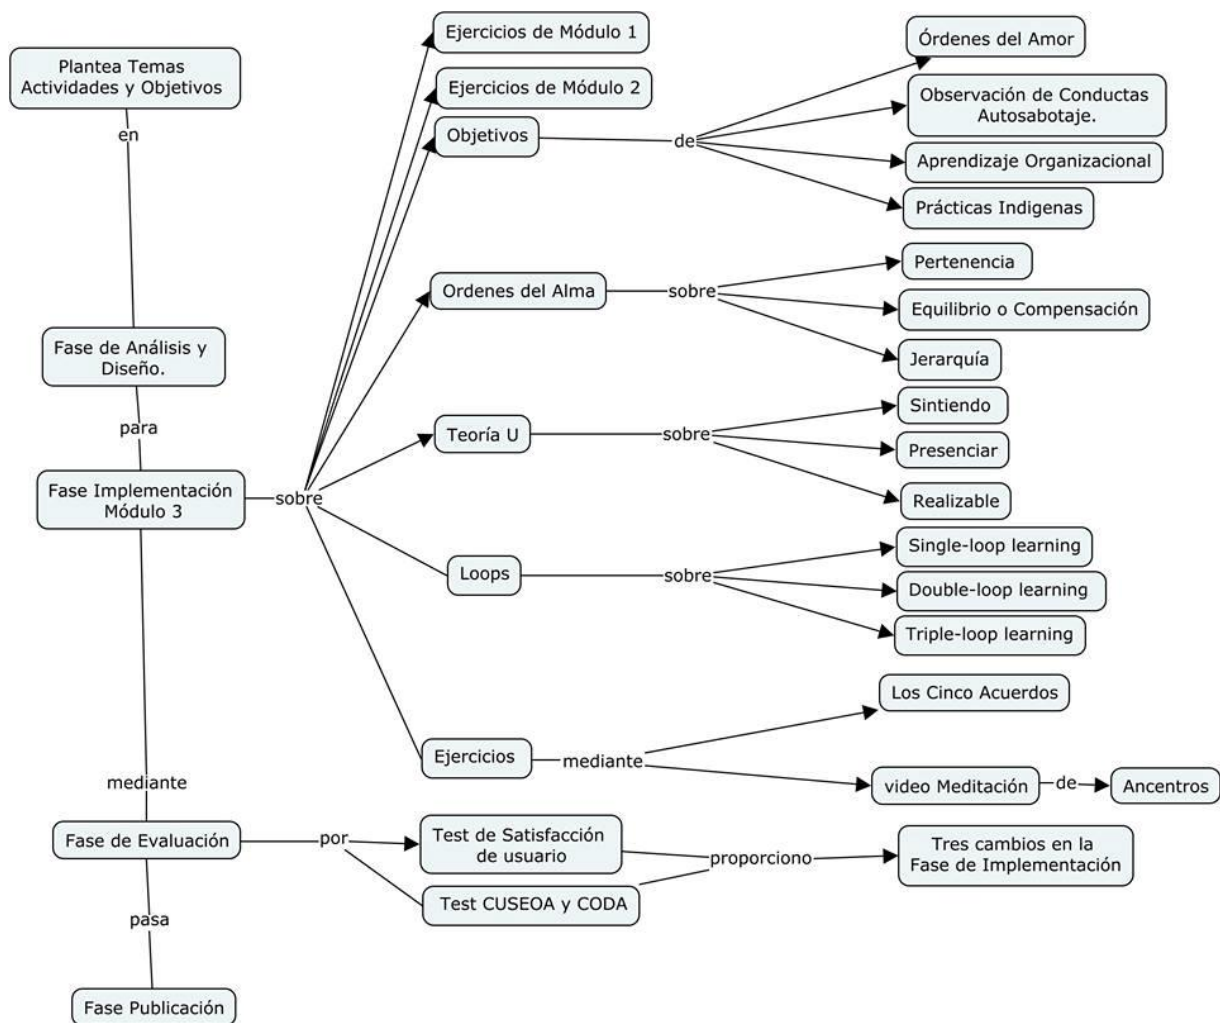 Plantea Temas
Actividades y Objetivos
en
Fase de Análisis y
Diseño.
para
Fase Implementación
Módulo 3
sobre
Ejercicios de Módulo 1
Ejercicios de Módulo 2
Objetivos
de
Órdenes del Amor
Observación de Conductas
Autosabotaje.
Aprendizaje Organizacional
Prácticas Indigenas
Ordenes del Alma
sobre
Pertenencia
Equilibrio o Compensación
Jerarquía
Teoría U
sobre
Sintiendo
Presenciar
Realizable
Loops
sobre
Single-loop learning
Double-loop learning
Triple-loop learning
Ejercicios
mediante
Los Cinco Acuerdos
video Meditación
de
Ancentros
mediante
Fase de Evaluación
por
Test de Satisfacción
de usuario
Test CUSEOA y CODA
proporciono
Tres cambios en la
Fase de Implementación
pasa
Fase Publicación